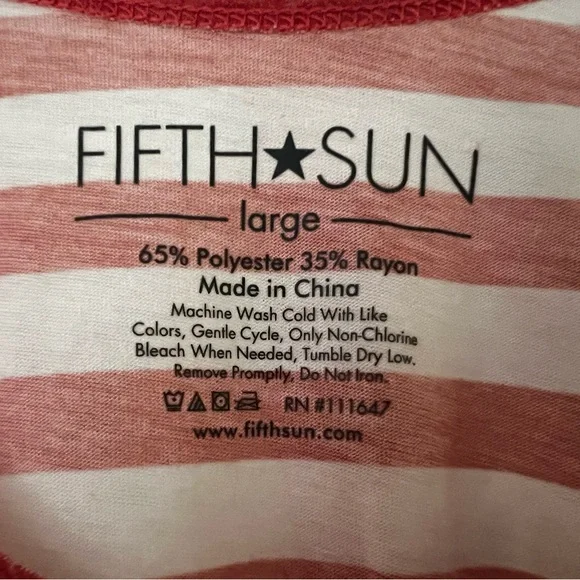 FIFTH★SUN
large
65% Polyester 35% Rayon
Made in China
Machine Wash Cold With Like
Colors, Gentle Cycle, Only Non-Chlorine
Bleach When Needed, Tumble Dry Low.
Remove Promptly, Do Not Iron.
RN #111647
www.fifthsun.com